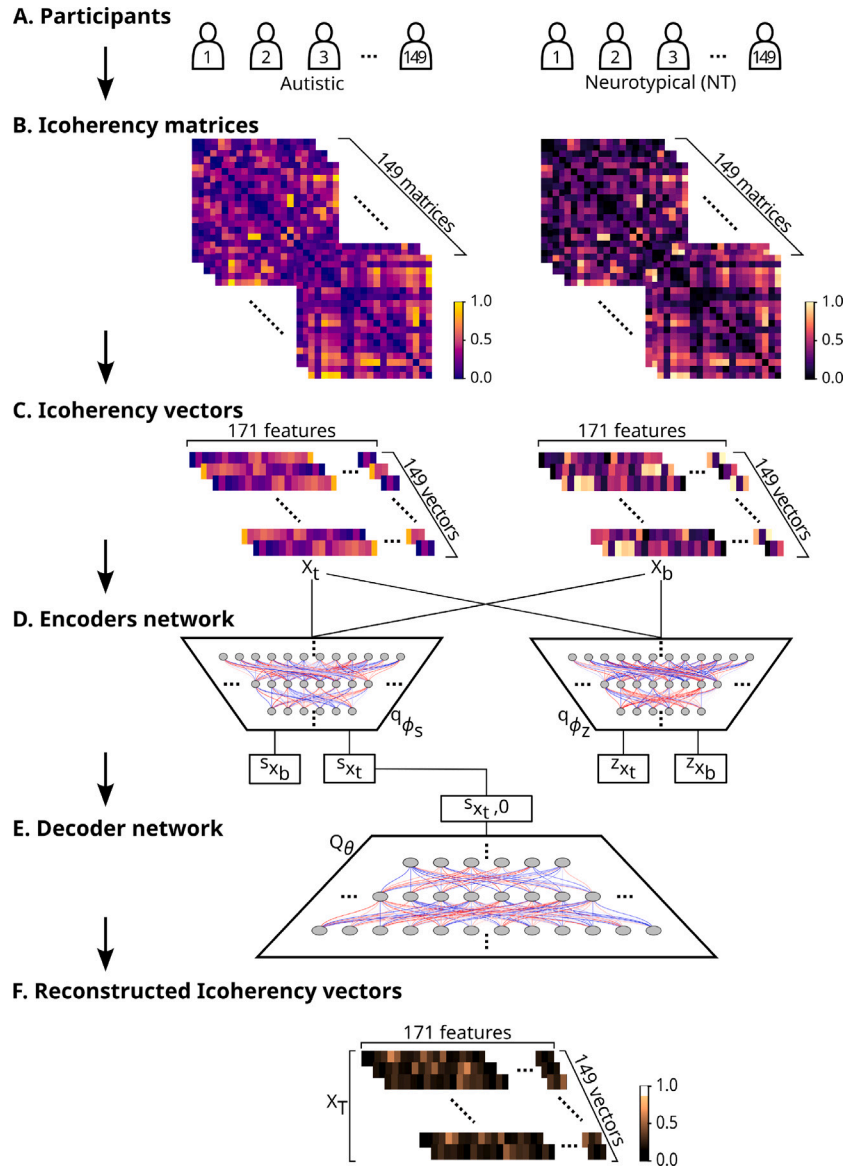 A. Participants
1 2 3 ... 149
1 2 3 ... 149
Autistic
Neurotypical (NT)
B. Icoherency matrices
149 matrices
149 matrices
1.0
0.5
0.0
1.0
0.5
0.0
C. Icoherency vectors
171 features
171 features
149 vectors
149 vectors
Xt
Xb
D. Encoders network
qϕs
qϕz
sxb
sxt
zxt
zxb
sxt,0
E. Decoder network
Qθ
F. Reconstructed Icoherency vectors
171 features
149 vectors
XT
1.0
0.5
0.0